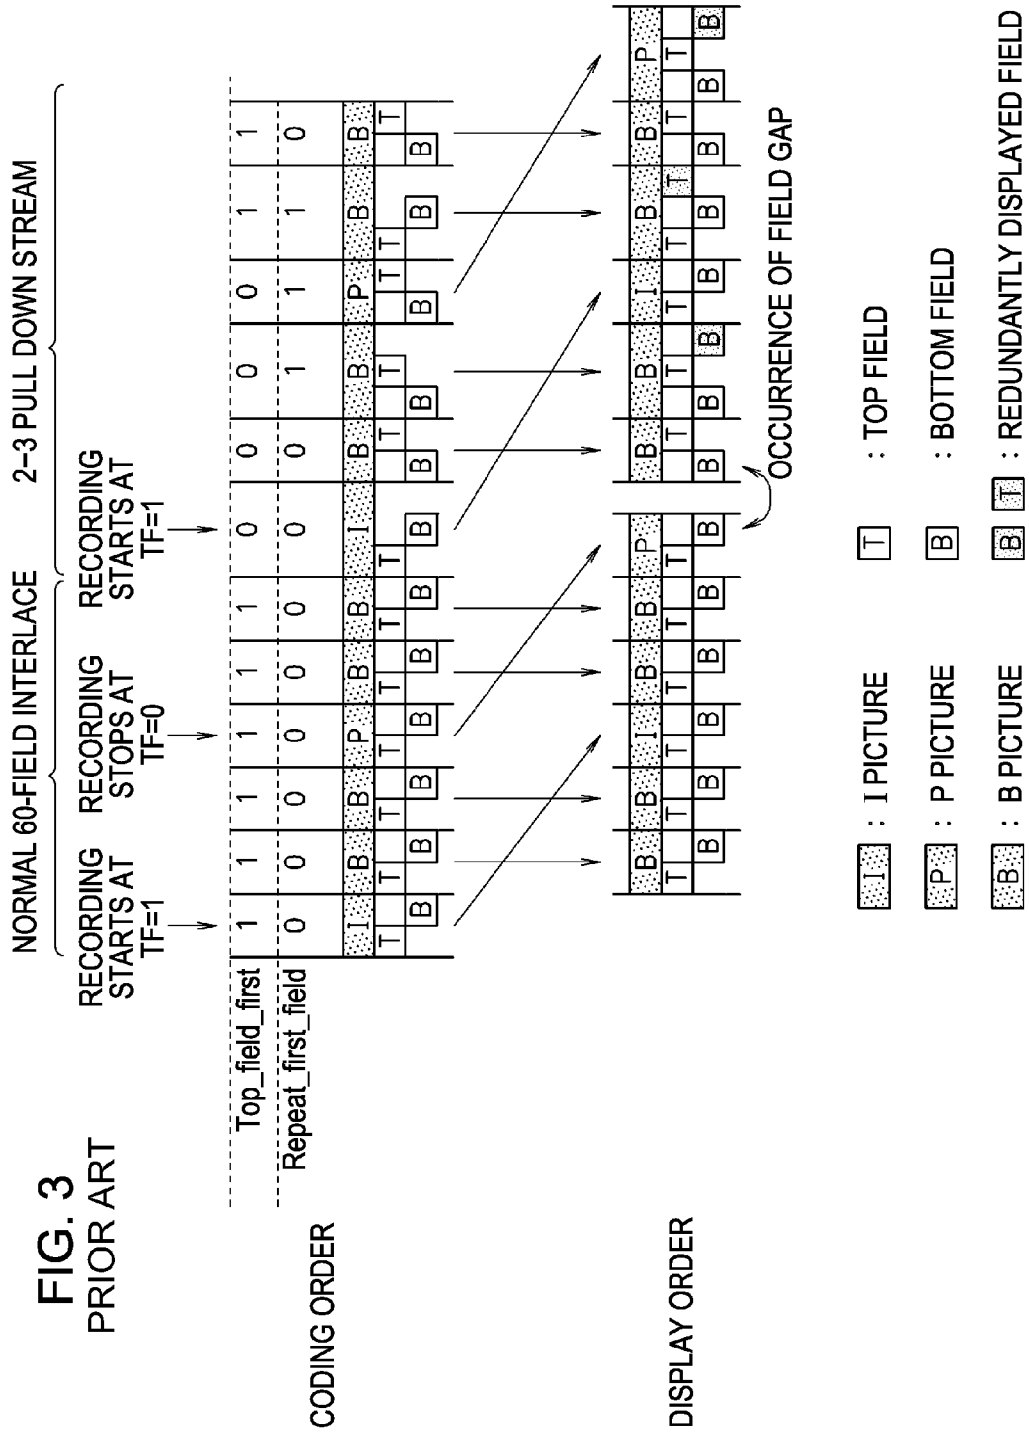 FIG. 3
PRIOR ART
NORMAL 60-FIELD INTERLACE
2-3 PULL DOWN STREAM
RECORDING
STARTS AT
TF=1
RECORDING
STOPS AT
TF=0
RECORDING
STARTS AT
TF=1
Top_field_first 1 1 1 1 1 1 0 0 0 0 1 1
Repeat_first_field 0 0 0 0 0 0 0 0 1 1 1 0
CODING ORDER
I B B P B B I B B P B B
T T T T T T T T T T T T
B B B B B B B B B B B B
DISPLAY ORDER
B B I B B P B B I B B P
T T T T T T T T T T T T T
B B B B B B B B B B B B B B
OCCURRENCE OF FIELD GAP
I : I PICTURE
T : TOP FIELD
P : P PICTURE
B : BOTTOM FIELD
B : B PICTURE
B T : REDUNDANTLY DISPLAYED FIELD